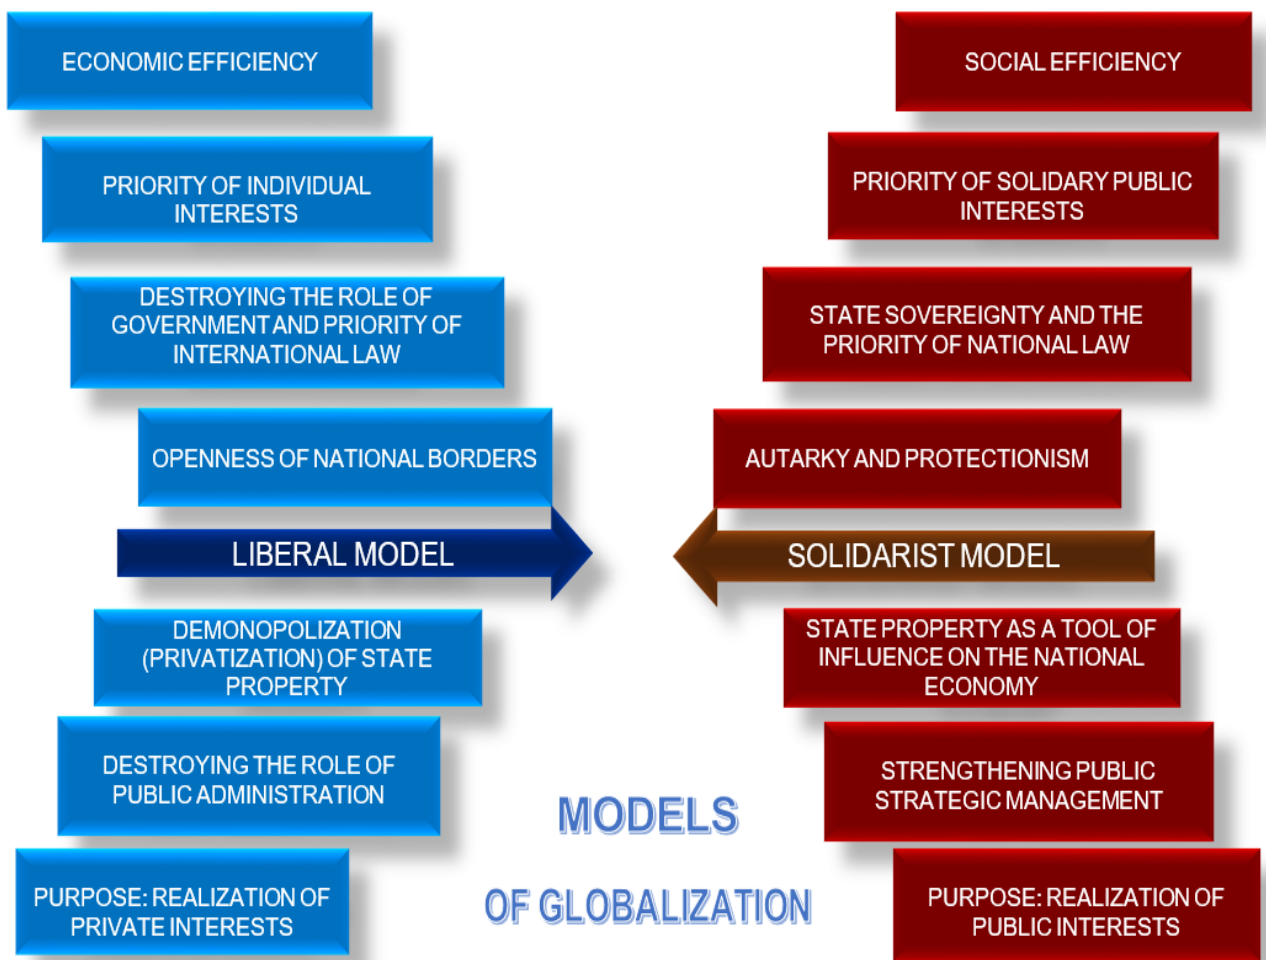 ECONOMIC EFFICIENCY
PRIORITY OF INDIVIDUAL
INTERESTS
DESTROYING THE ROLE OF
GOVERNMENT AND PRIORITY OF
INTERNATIONAL LAW
OPENNESS OF NATIONAL BORDERS
LIBERAL MODEL
DEMONOPOLIZATION
(PRIVATIZATION) OF STATE
PROPERTY
DESTROYING THE ROLE OF
PUBLIC ADMINISTRATION
PURPOSE: REALIZATION OF
PRIVATE INTERESTS
SOCIAL EFFICIENCY
PRIORITY OF SOLIDARY PUBLIC
INTERESTS
STATE SOVEREIGNTY AND THE
PRIORITY OF NATIONAL LAW
AUTARKY AND PROTECTIONISM
SOLIDARIST MODEL
STATE PROPERTY AS A TOOL OF
INFLUENCE ON THE NATIONAL
ECONOMY
STRENGTHENING PUBLIC
STRATEGIC MANAGEMENT
PURPOSE: REALIZATION OF
PUBLIC INTERESTS
MODELS
OF GLOBALIZATION